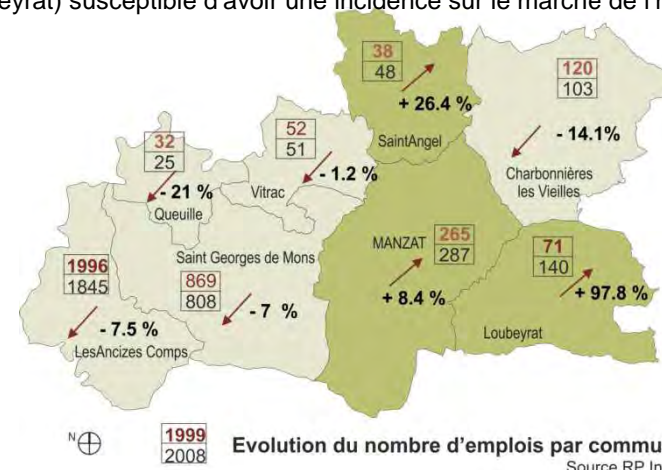 eyrat) susceptible d'avoir une incidence sur le marché de l'
38
48
+ 26.4 %
SaintAngel
120
103
- 14.1%
Charbonnières
les Vieilles
52
51
- 1.2 %
Vitrac
32
25
- 21 %
Queuille
Saint Georges de Mons
869
808
- 7 %
MANZAT
265
287
+ 8.4 %
71
140
+ 97.8 %
Loubeyrat
1996
1845
- 7.5 %
LesAncizes Comps
N
1999
2008
Evolution du nombre d'emplois par commu
Source RP In